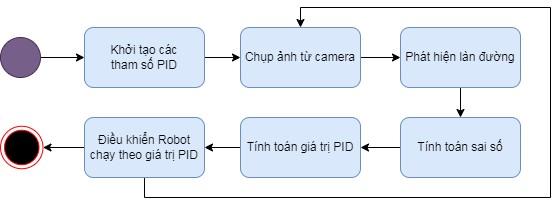 Khởi tạo các
tham số PID
Chụp ảnh từ camera
Phát hiện làn đường
Tính toán sai số
Tính toán giá trị PID
Điều khiển Robot
chạy theo giá trị PID